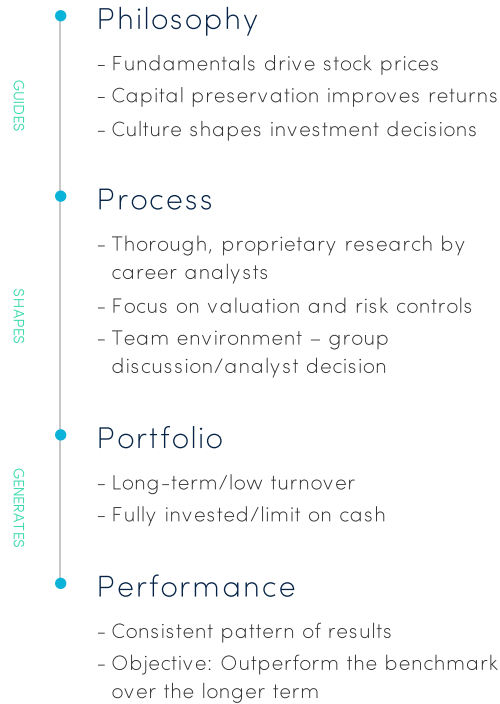 Philosophy
- Fundamentals drive stock prices
- Capital preservation improves returns
- Culture shapes investment decisions
GUIDES
Process
- Thorough, proprietary research by
career analysts
- Focus on valuation and risk controls
- Team environment – group
discussion/analyst decision
SHAPES
Portfolio
- Long-term/low turnover
- Fully invested/limit on cash
GENERATES
Performance
- Consistent pattern of results
- Objective: Outperform the benchmark
over the longer term